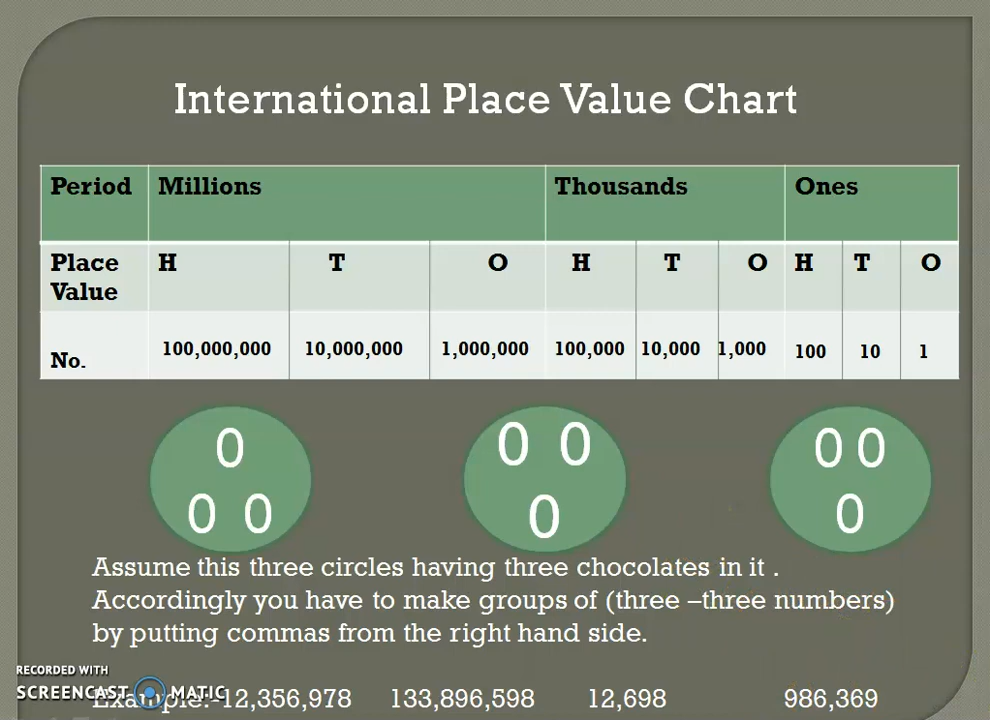 International Place Value Chart
Period Millions Thousands Ones
Place Value H T O H T O H T O
No. 100,000,000 10,000,000 1,000,000 100,000 10,000 1,000 100 10 1
0 0 0 0 0
0 0 0 0
Assume this three circles having three chocolates in it .
Accordingly you have to make groups of (three –three numbers)
by putting commas from the right hand side.
RECORDED WITH
SCREENCAST MATIC
Example:-12,356,978 133,896,598 12,698 986,369